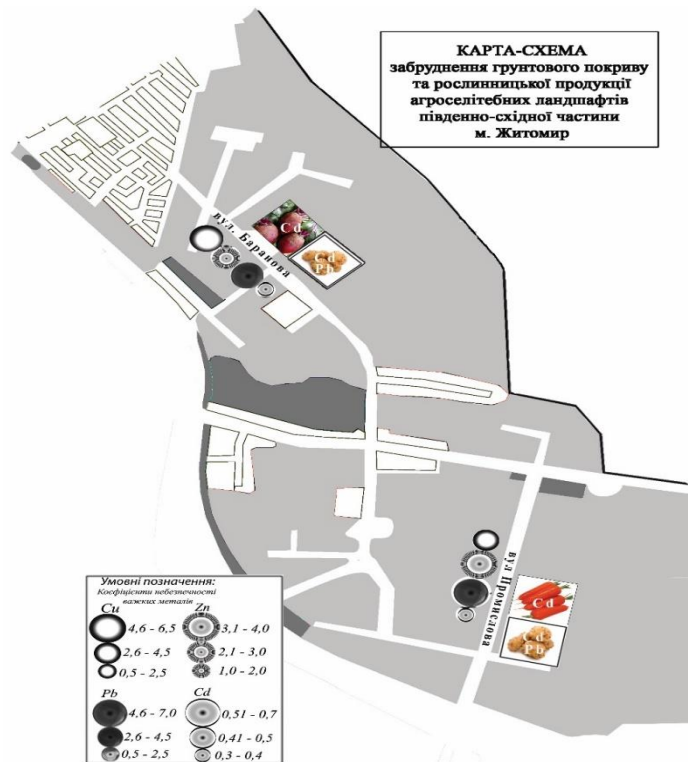 КАРТА-СХЕМА
забруднення грунтового покриву
та рослинницької продукції
агроселітебних ландшафтів
південно-східної частини
м. Житомир
вул. Баранова
Cd
Cd
Pb
вул Промислова
Cd
Cd
Pb
Умовні позначення:
Коефіцієнти небезпечності
важких металів
Cu Zn
4,6 - 6,5 3,1 - 4,0
2,6 - 4,5 2,1 - 3,0
0,5 - 2,5 1,0 - 2,0
Pb Cd
4,6 - 7,0 0,51 - 0,7
2,6 - 4,5 0,41 - 0,5
0,5 - 2,5 0,3 - 0,4